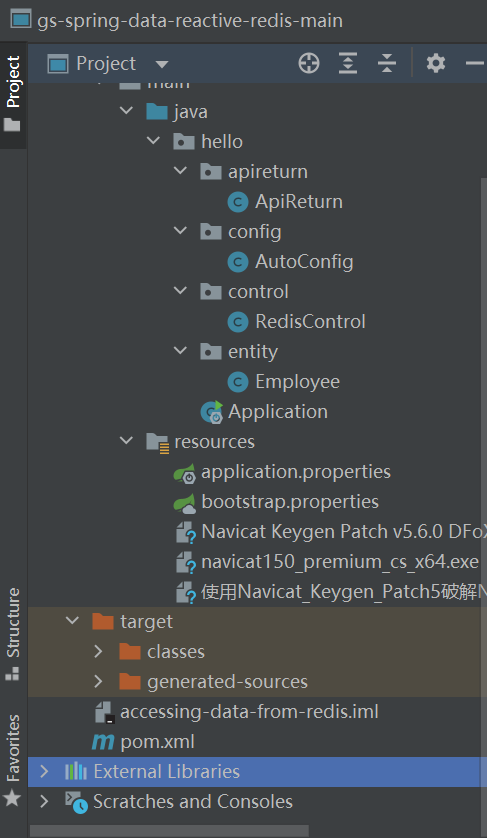 gs-spring-data-reactive-redis-main
Project
Project
main
java
hello
apireturn
ApiReturn
config
AutoConfig
control
RedisControl
entity
Employee
Application
resources
application.properties
bootstrap.properties
Navicat Keygen Patch v5.6.0 DFoX
navicat150_premium_cs_x64.exe
使用Navicat_Keygen_Patch5破解N
target
classes
generated-sources
accessing-data-from-redis.iml
pom.xml
External Libraries
Scratches and Consoles
Structure
Favorites